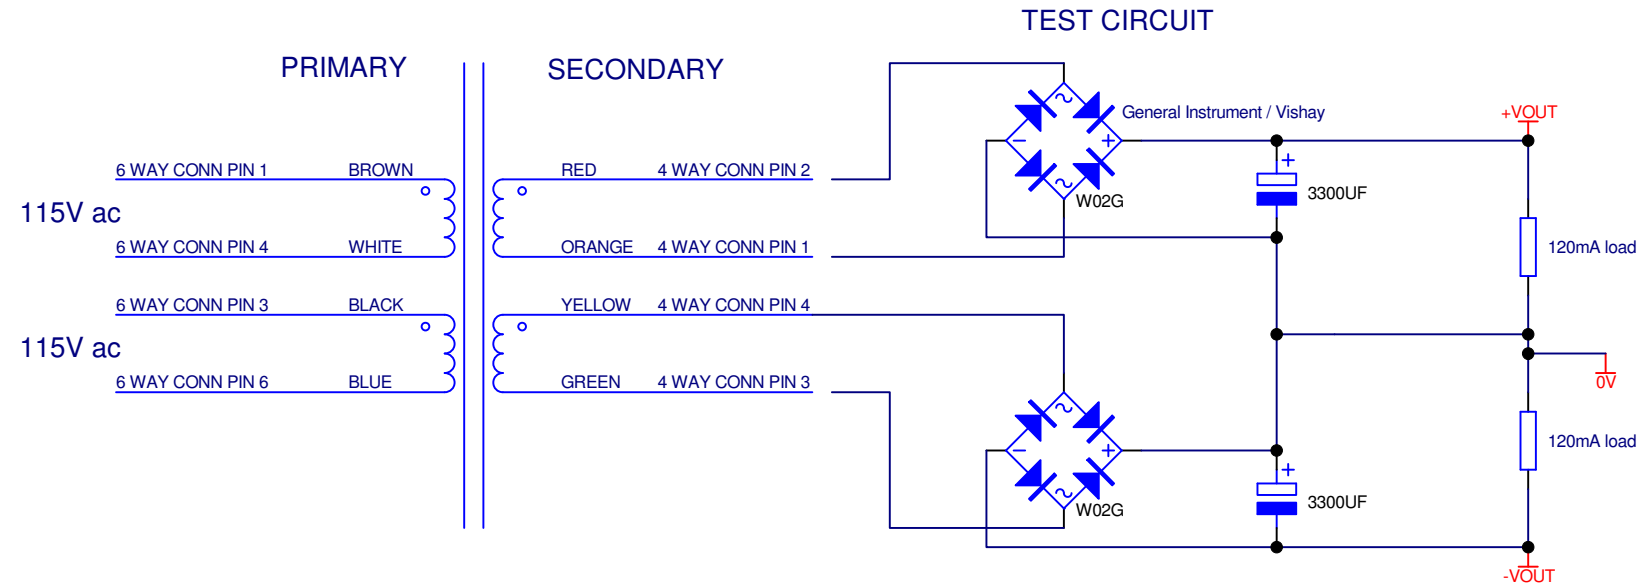 TEST CIRCUIT
PRIMARY
SECONDARY
General Instrument / Vishay
+VOUT
6 WAY CONN PIN 1
BROWN
RED
4 WAY CONN PIN 2
~
-
+
~
W02G
+
3300UF
115V ac
6 WAY CONN PIN 4
WHITE
ORANGE
4 WAY CONN PIN 1
120mA load
6 WAY CONN PIN 3
BLACK
YELLOW
4 WAY CONN PIN 4
115V ac
6 WAY CONN PIN 6
BLUE
GREEN
4 WAY CONN PIN 3
0V
~
-
+
~
W02G
+
3300UF
120mA load
-VOUT